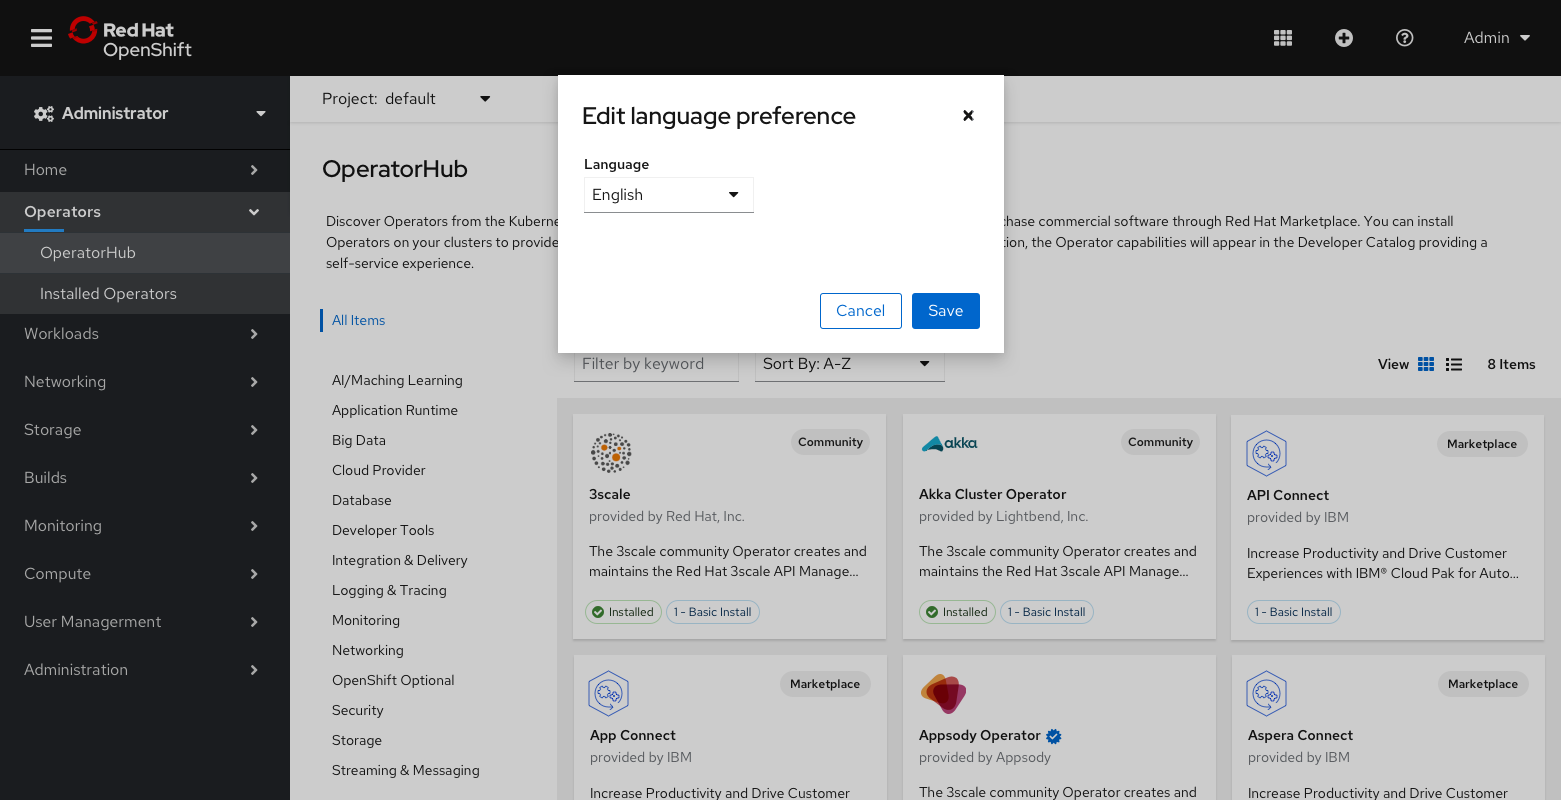 Red Hat
OpenShift
Admin
Administrator
Home
Operators
OperatorHub
Installed Operators
Workloads
Networking
Storage
Builds
Monitoring
Compute
User Managerment
Administration
Project: default
OperatorHub
Discover Operators from the Kuberne
chase commercial software through Red Hat Marketplace. You can install
Operators on your clusters to provide
tion, the Operator capabilities will appear in the Developer Catalog providing a
self-service experience.
Edit language preference
Language
English
Cancel
Save
All Items
AI/Maching Learning
Application Runtime
Big Data
Cloud Provider
Database
Developer Tools
Integration & Delivery
Logging & Tracing
Monitoring
Networking
OpenShift Optional
Security
Storage
Streaming & Messaging
Filter by keyword
Sort By: A-Z
View
8 Items
Community
3scale
provided by Red Hat, Inc.
The 3scale community Operator creates and
maintains the Red Hat 3scale API Manage...
Installed
1 - Basic Install
akka
Community
Akka Cluster Operator
provided by Lightbend, Inc.
The 3scale community Operator creates and
maintains the Red Hat 3scale API Manage...
Installed
1 - Basic Install
Marketplace
API Connect
provided by IBM
Increase Productivity and Drive Customer
Experiences with IBM® Cloud Pak for Auto...
1 - Basic Install
Marketplace
App Connect
provided by IBM
Increase Productivity and Drive Customer
Appsody Operator
provided by Appsody
The 3scale community Operator creates and
Marketplace
Aspera Connect
provided by IBM
Increase Productivity and Drive Customer